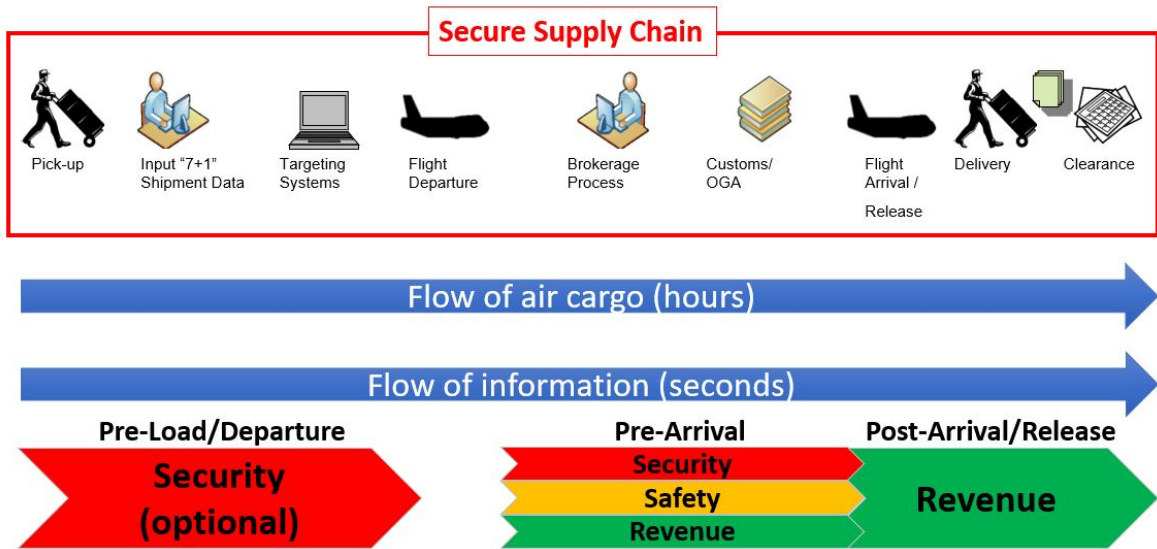 Secure Supply Chain
Pick-up
Input “7+1”
Shipment Data
Targeting
Systems
Flight
Departure
Brokerage
Process
Customs/
OGA
Flight
Arrival /
Release
Delivery
Clearance
Flow of air cargo (hours)
Flow of information (seconds)
Pre-Load/Departure
Security
(optional)
Pre-Arrival
Security
Safety
Revenue
Post-Arrival/Release
Revenue